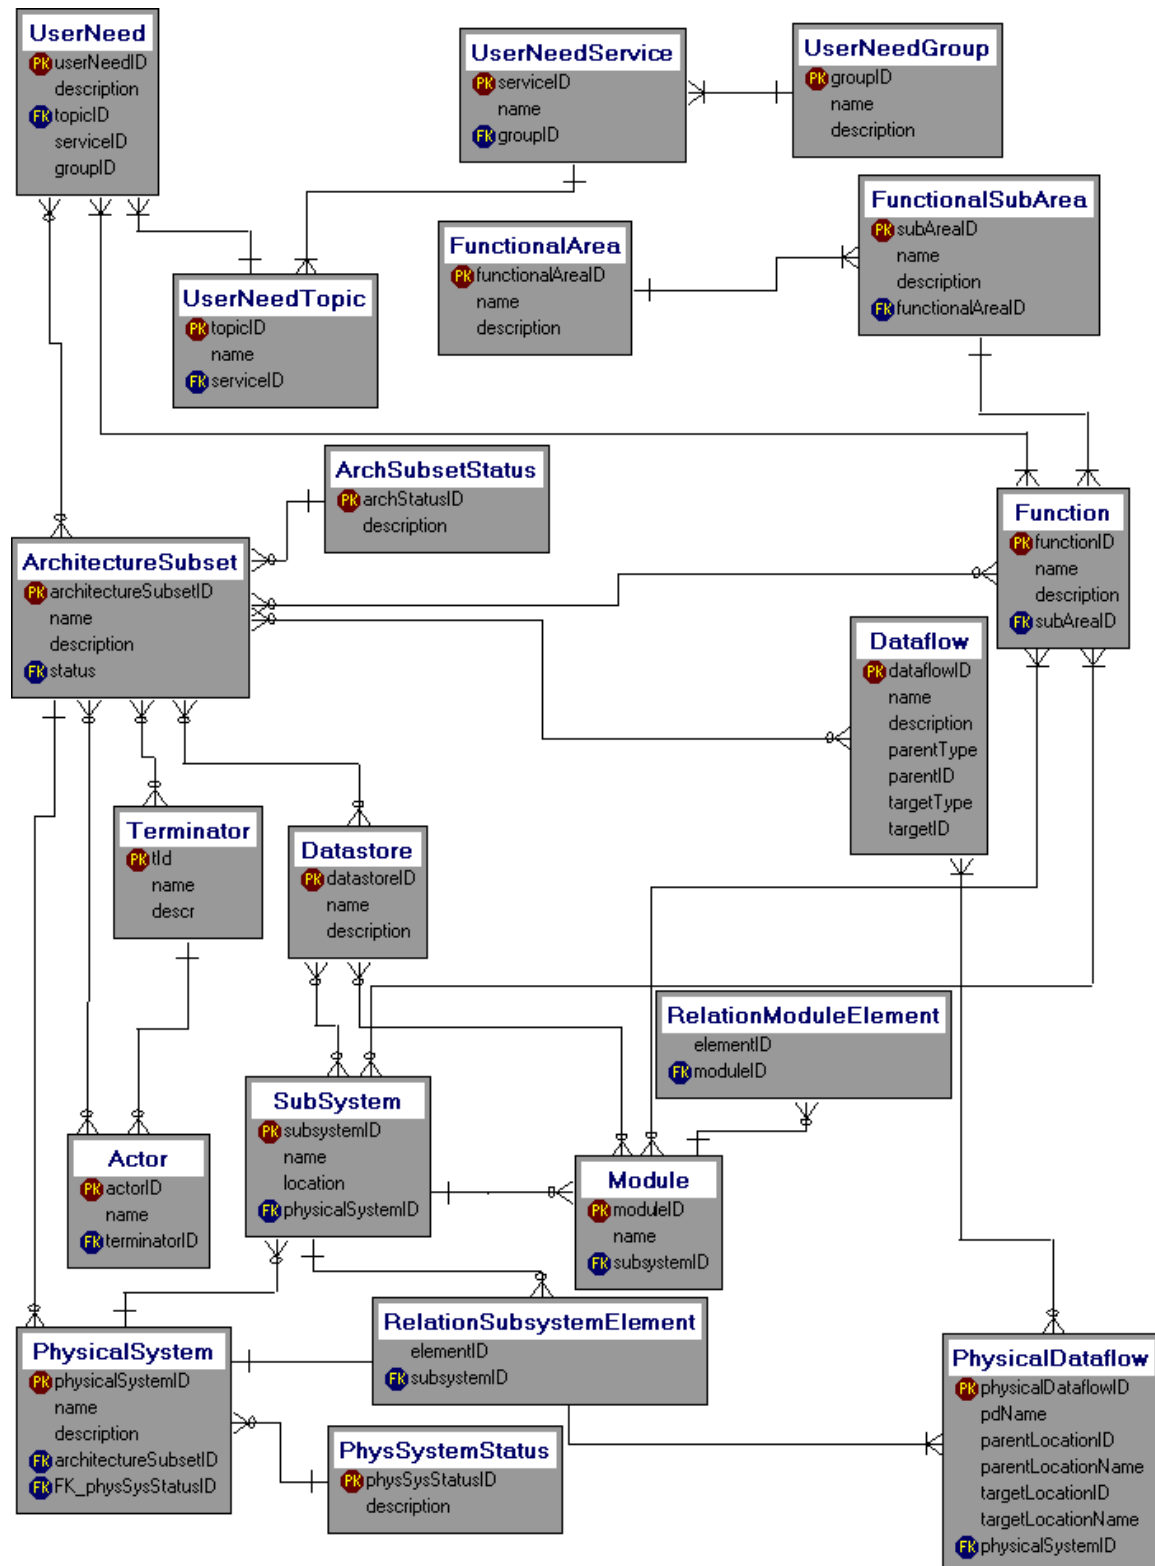 UserNeed
PK userNeedID
description
FK topicID
serviceID
groupID
UserNeedService
PK serviceID
name
FK groupID
UserNeedGroup
PK groupID
name
description
FunctionalSubArea
PK subAreaID
name
description
FK functionalAreaID
FunctionalArea
PK functionalAreaID
name
description
UserNeedTopic
PK topicID
name
FK serviceID
ArchSubsetStatus
PK archStatusID
description
Function
PK functionID
name
description
FK subAreaID
ArchitectureSubset
PK architectureSubsetID
name
description
FK status
Dataflow
PK dataflowID
name
description
parentType
parentID
targetType
targetID
Terminator
PK tId
name
descr
Datastore
PK datastoreID
name
description
RelationModuleElement
elementID
FK moduleID
SubSystem
PK subsystemID
name
location
FK physicalSystemID
Actor
PK actorID
name
FK terminatorID
Module
PK moduleID
name
FK subsystemID
RelationSubsystemElement
elementID
FK subsystemID
PhysicalSystem
PK physicalSystemID
name
description
FK architectureSubsetID
FK FK_physSysStatusID
PhysSystemStatus
PK physSysStatusID
description
PhysicalDataflow
PK physicalDataflowID
pdName
parentLocationID
parentLocationName
targetLocationID
targetLocationName
FK physicalSystemID